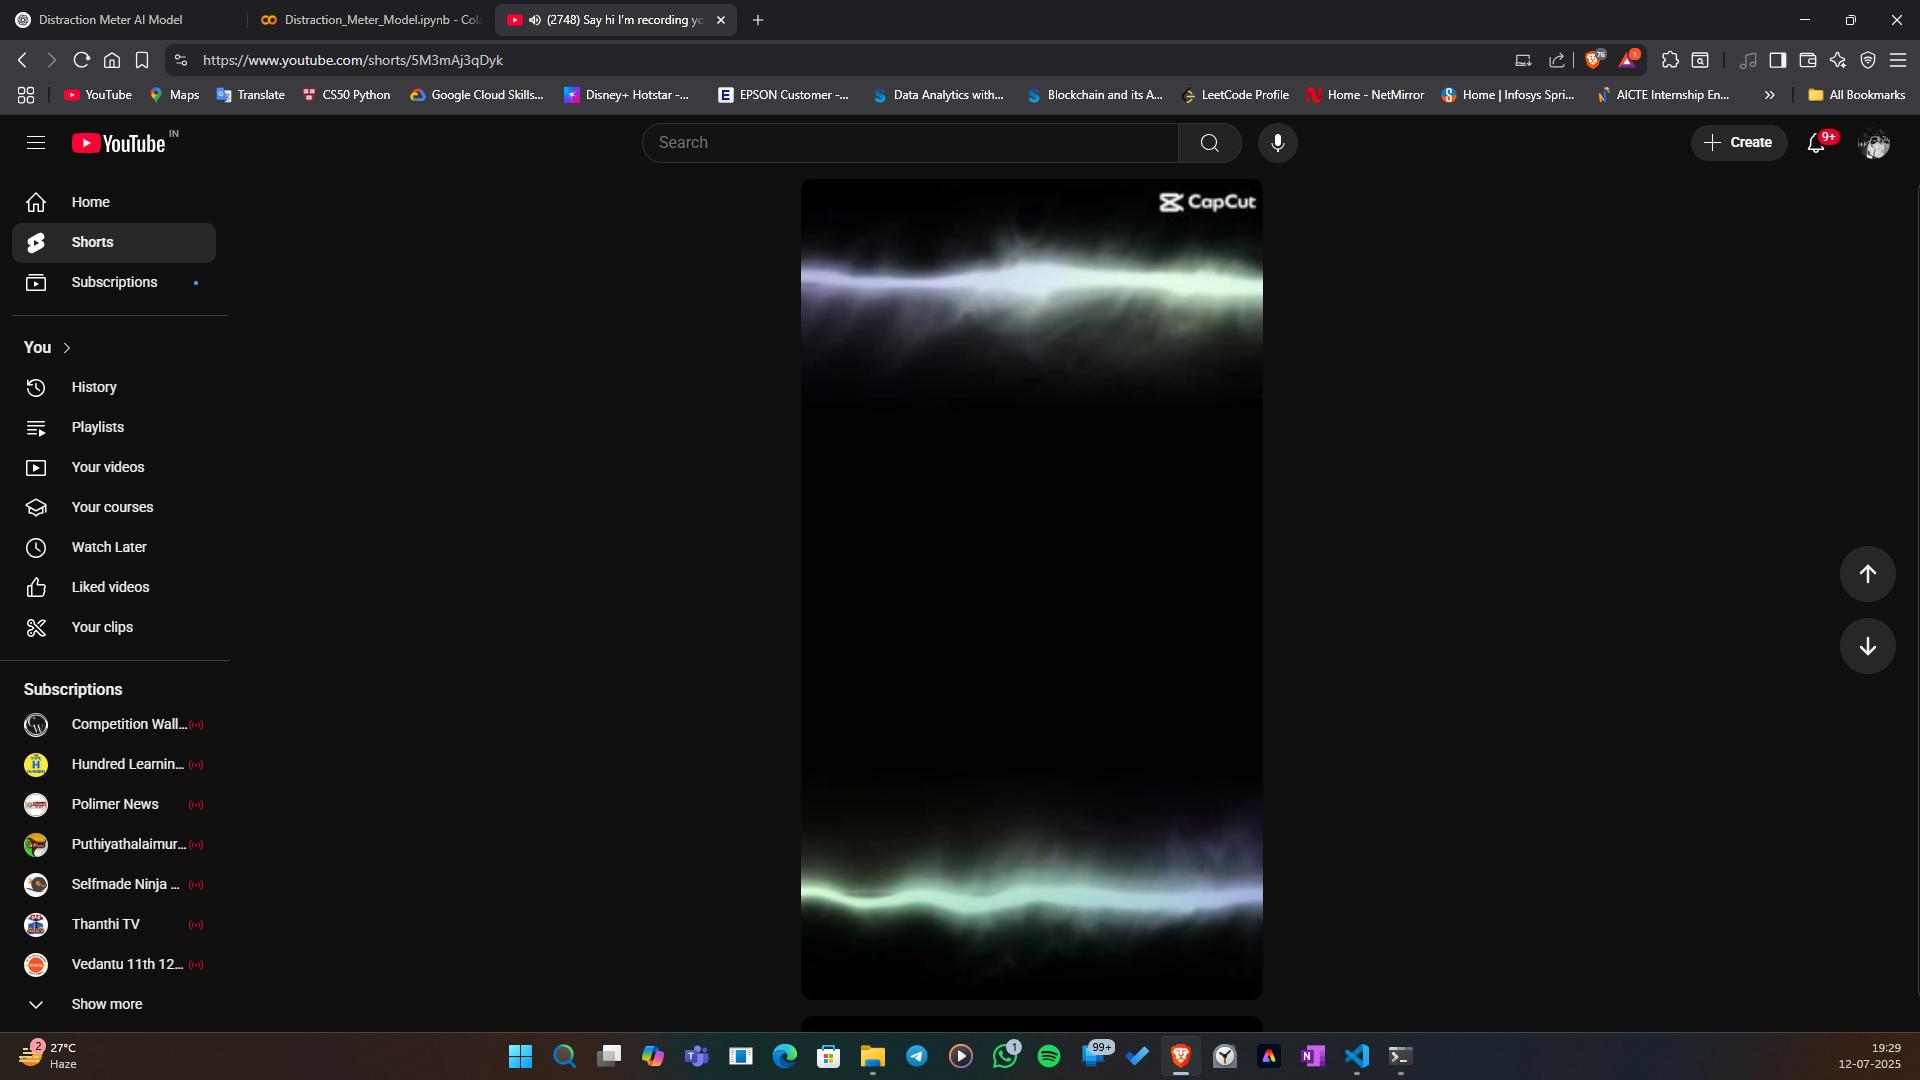 Distraction Meter AI Model
Distraction_Meter_Model.ipynb - Col
(2748) Say hi I'm recording yo
https://www.youtube.com/shorts/5M3mAj3qDyk
76
1
YouTube
Maps
Translate
CS50 Python
Google Cloud Skills...
Disney+ Hotstar -...
EPSON Customer -...
Data Analytics with...
Blockchain and its A...
LeetCode Profile
Home - NetMirror
Home | Infosys Spri...
AICTE Internship En...
All Bookmarks
YouTube IN
Search
Create
9+
Home
Shorts
Subscriptions
You
History
Playlists
Your videos
Your courses
Watch Later
Liked videos
Your clips
Subscriptions
Competition Wall...
Hundred Learnin...
Polimer News
Puthiyathalaimur...
Selfmade Ninja ...
Thanthi TV
Vedantu 11th 12...
Show more
CapCut
2
27°C
Haze
1
99+
19:29
12-07-2025